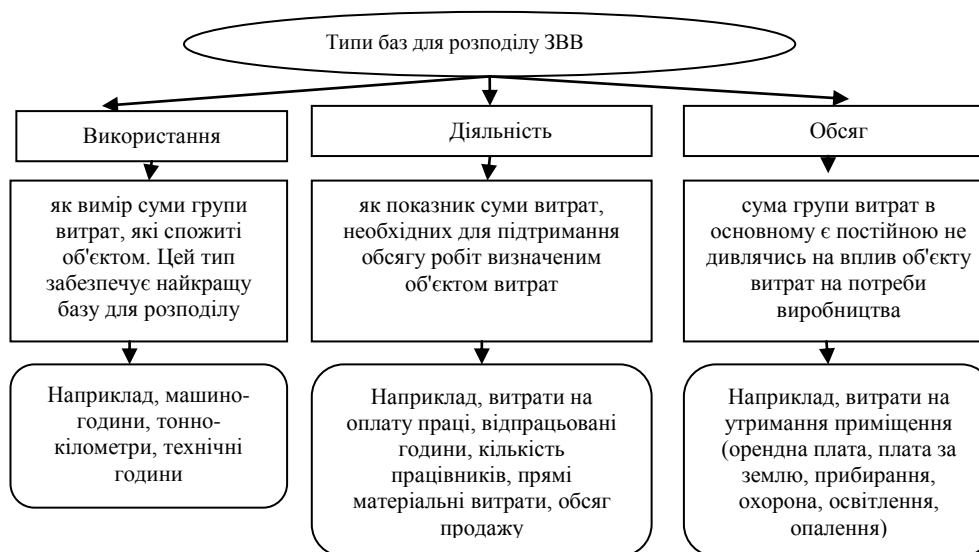 Типи баз для розподілу ЗВВ
Використання
Діяльність
Обсяг
як вимір суми групи
витрат, які спожиті
об'єктом. Цей тип
забезпечує найкращу
базу для розподілу
як показник суми витрат,
необхідних для підтримання
обсягу робіт визначеним
об'єктом витрат
сума групи витрат в
основному є постійною не
дивлячись на вплив об'єкту
витрат на потреби
виробництва
Наприклад, машино-
години, тонно-
кілометри, технічні
години
Наприклад, витрати на
оплату праці, відпрацьовані
години, кількість
працівників, прямі
матеріальні витрати, обсяг
продажу
Наприклад, витрати на
утримання приміщення
(орендна плата, плата за
землю, прибирання,
охорона, освітлення,
опалення)